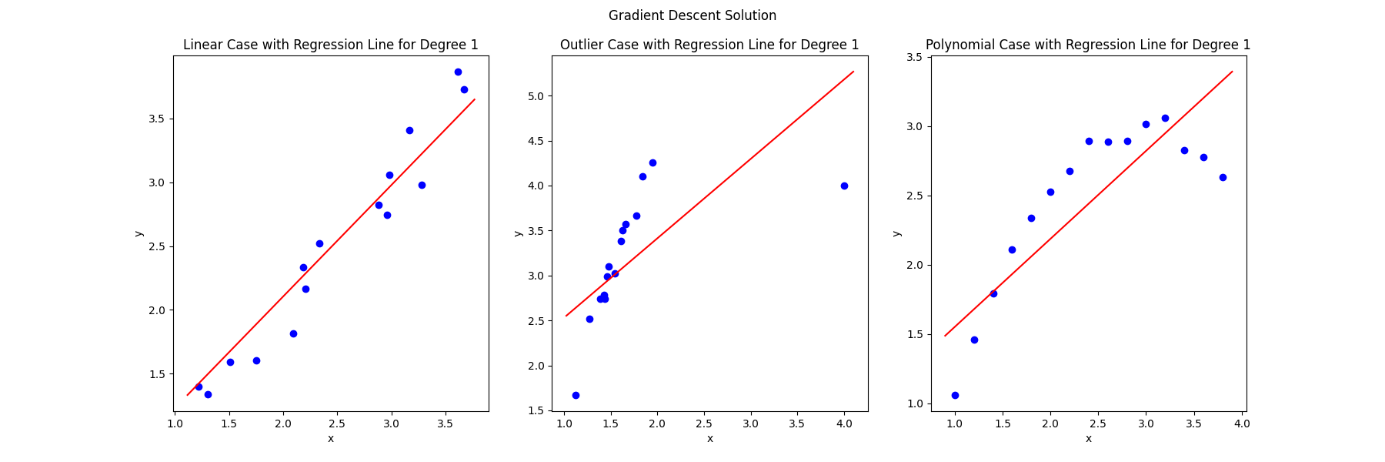 Gradient Descent Solution
Linear Case with Regression Line for Degree 1
Outlier Case with Regression Line for Degree 1
Polynomial Case with Regression Line for Degree 1
3.5
3.0
2.5
2.0
1.5
y
1.0 1.5 2.0 2.5 3.0 3.5
x
5.0
4.5
4.0
3.5
3.0
2.5
2.0
1.5
y
1.0 1.5 2.0 2.5 3.0 3.5 4.0
x
3.5
3.0
2.5
2.0
1.5
1.0
y
1.0 1.5 2.0 2.5 3.0 3.5 4.0
x